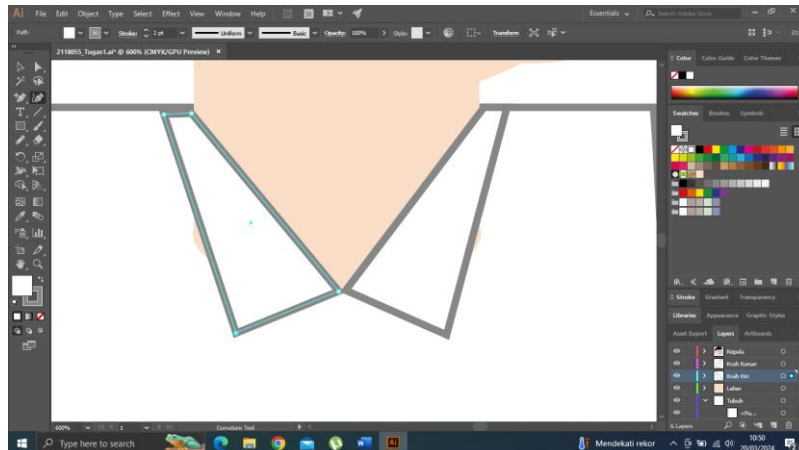 Ai File Edit Object Type Select Effect View Window Help Essentials Search Adobe Stock
Path Stroke: 2 pt Uniform Basic Opacity: 100% Style: Transform
2118055_Tugas1.ai* @ 600% (CMYK/GPU Preview) ×
Color Color Guide Color Themes
Swatches Brushes Symbols
Stroke Gradient Transparency
Libraries Appearance Graphic Styles
Asset Export Layers Artboards
Kepala
Krah Kanan
Krah Kiri
Leher
Tubuh
<Pa...
600% 1 Curvature Tool 6 Layers
Type here to search Ai Mendekati rekor 10:50
20/03/2024